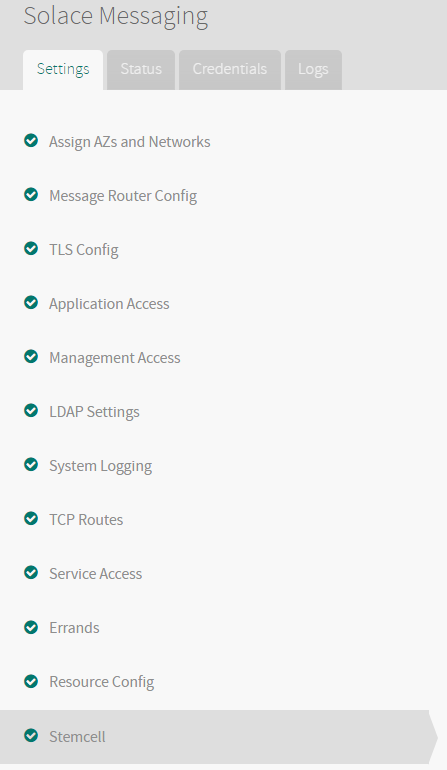 Solace Messaging
Settings Status Credentials Logs
Assign AZs and Networks
Message Router Config
TLS Config
Application Access
Management Access
LDAP Settings
System Logging
TCP Routes
Service Access
Errands
Resource Config
Stemcell